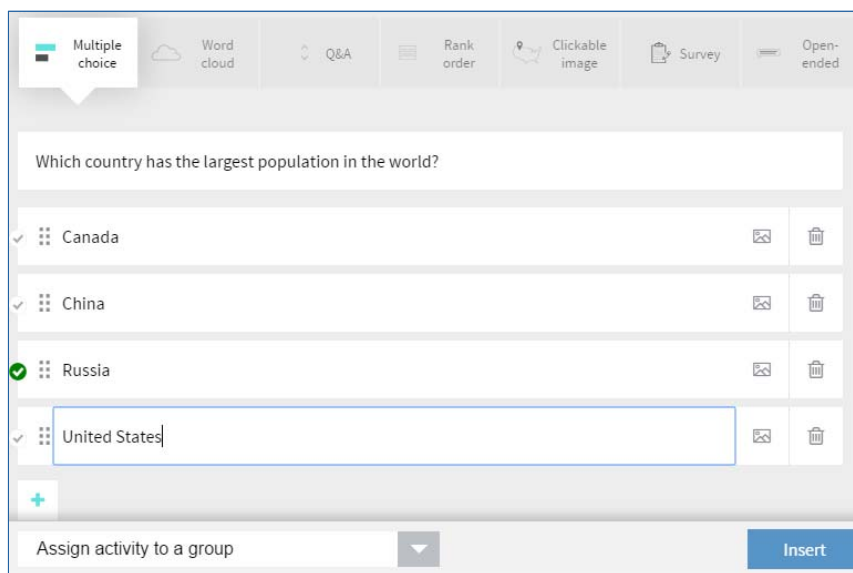 Multiple
choice
Word
cloud
Q&A
Rank
order
Clickable
image
Survey
Open-
ended
Which country has the largest population in the world?
Canada
China
Russia
United States
+
Assign activity to a group
Insert